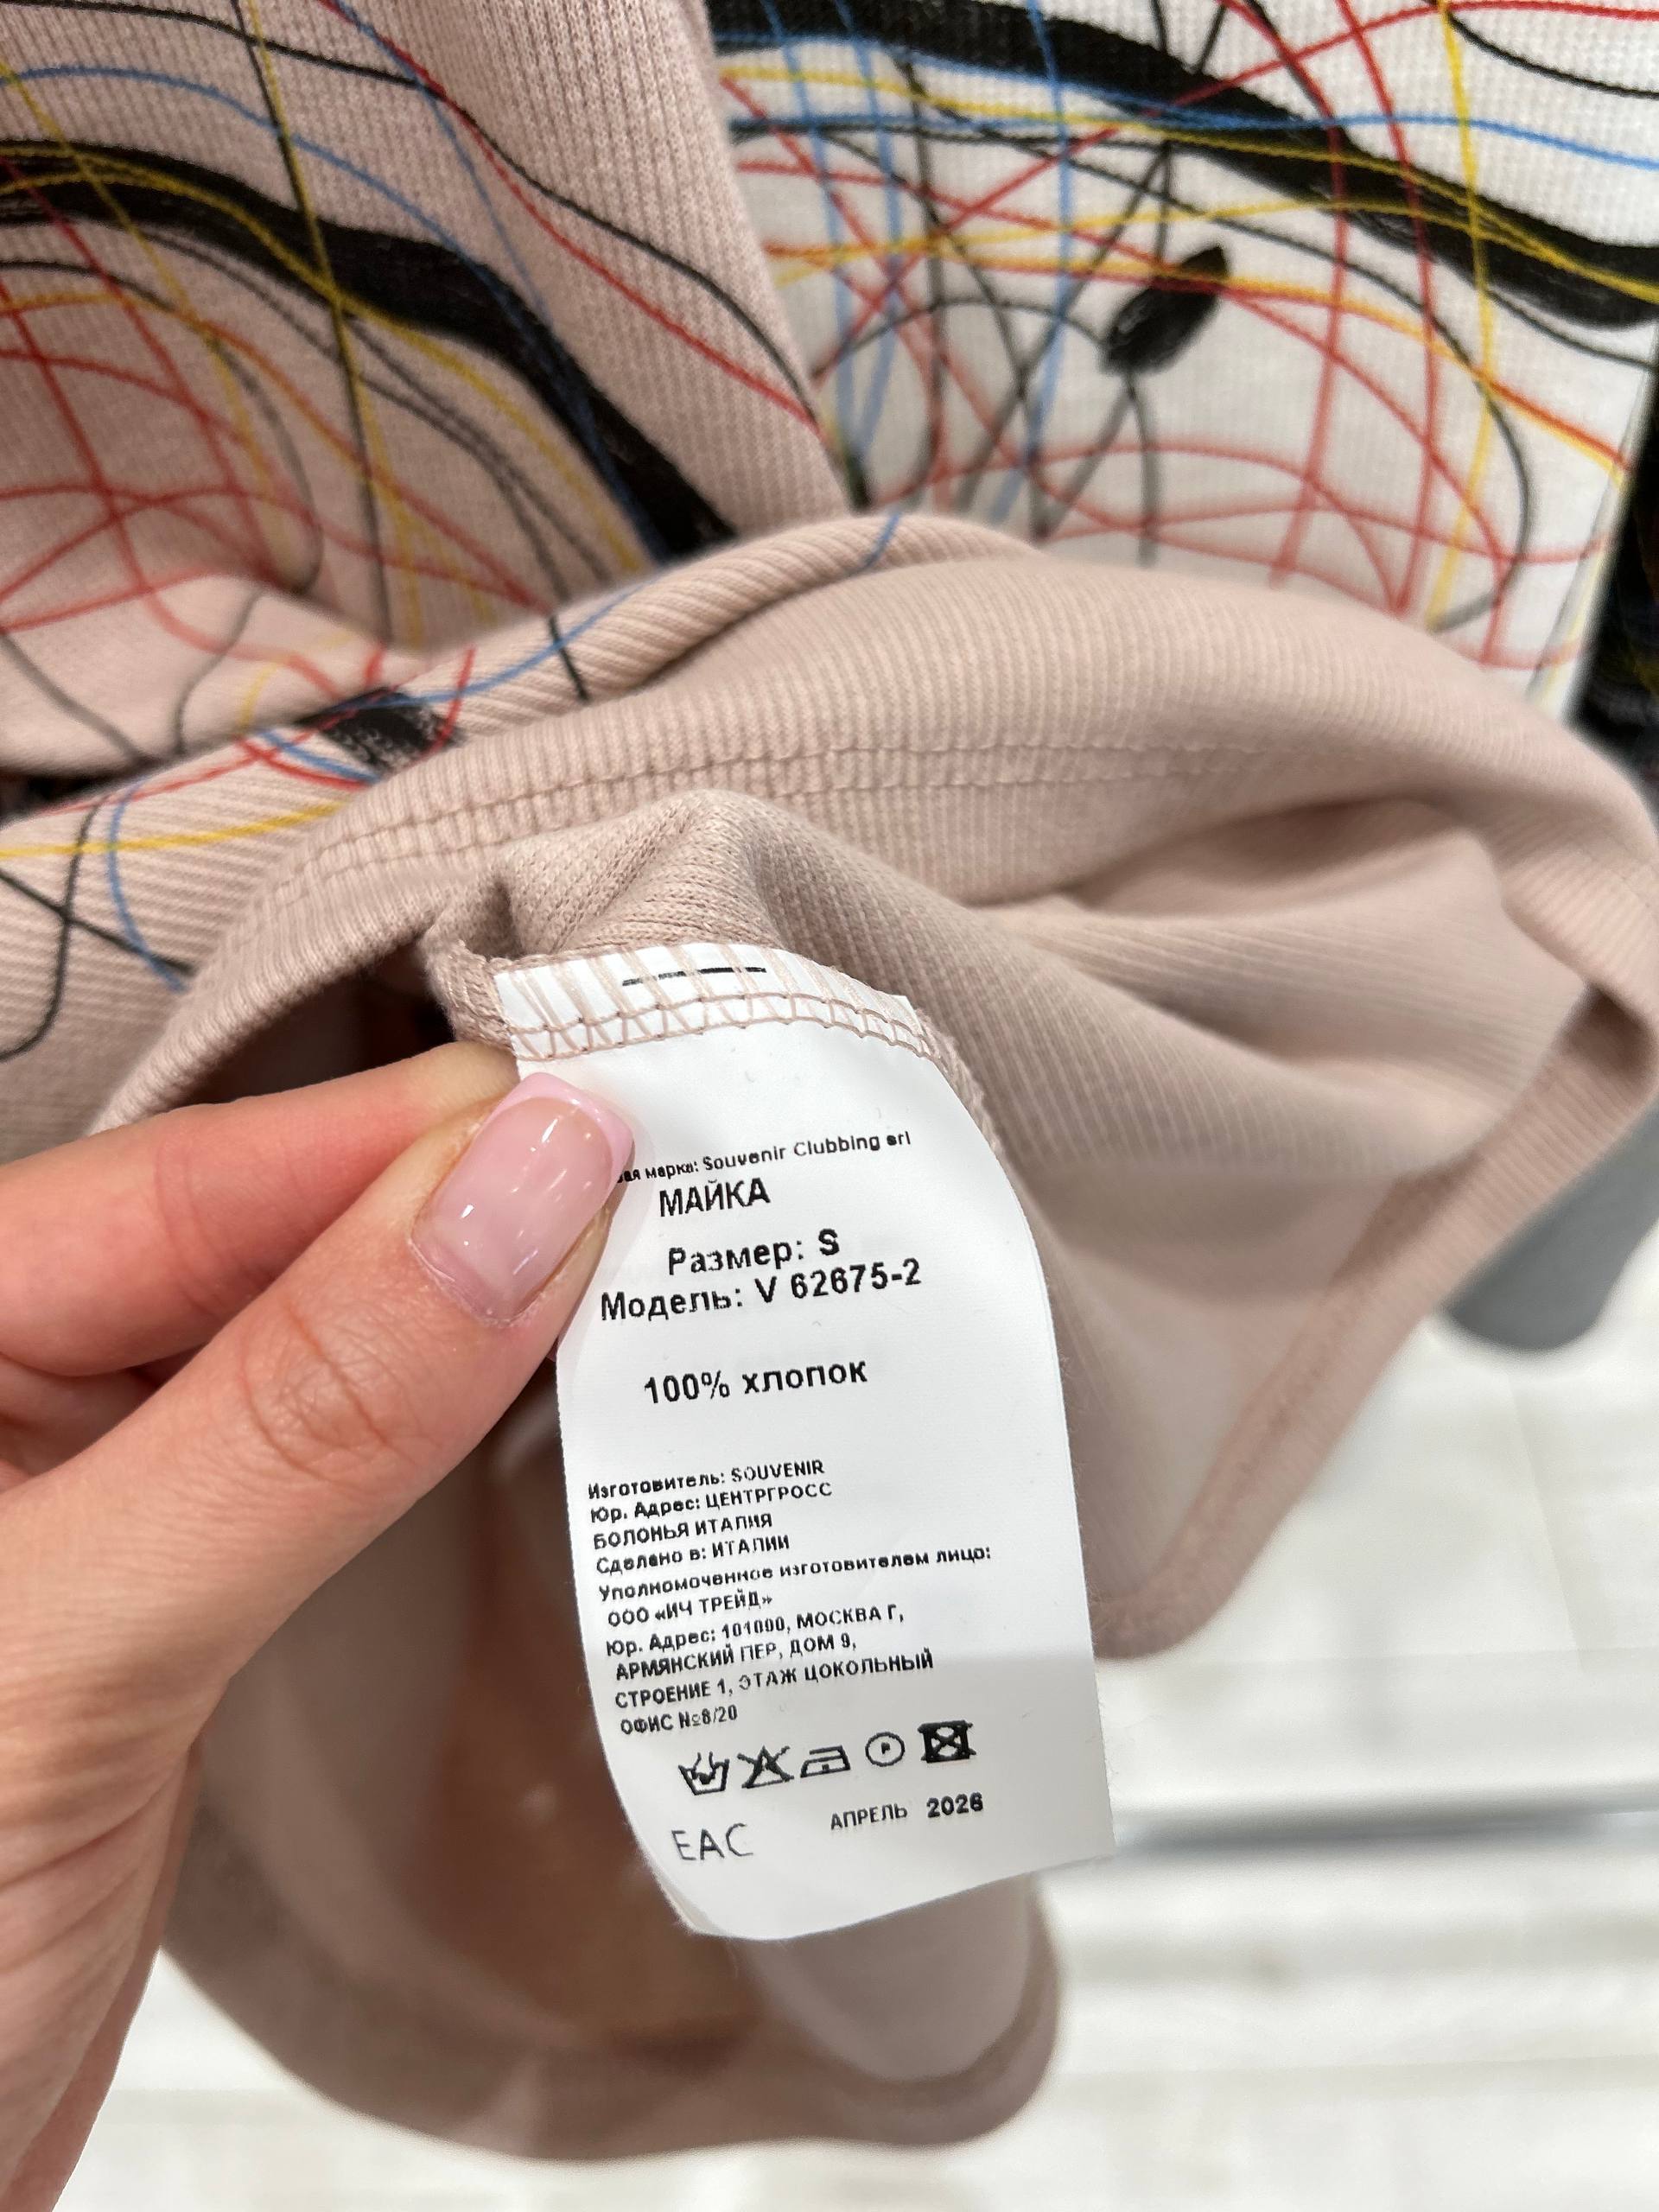 марка: Souvenir Clubbing srl
МАЙКА
Размер: S
Модель: V 62675-2
100% хлопок
Изготовитель: SOUVENIR
Юр. Адрес: ЦЕНТРГРОСС
БОЛОНЬЯ ИТАЛИЯ
Сделано в: ИТАЛИИ
Уполномоченное изготовителем лицо:
ООО «ИЧ ТРЕЙД»
Юр. Адрес: 101000, МОСКВА Г,
АРМЯНСКИЙ ПЕР, ДОМ 9,
СТРОЕНИЕ 1, ЭТАЖ ЦОКОЛЬНЫЙ
ОФИС №8/20
P
EAC АПРЕЛЬ 2026